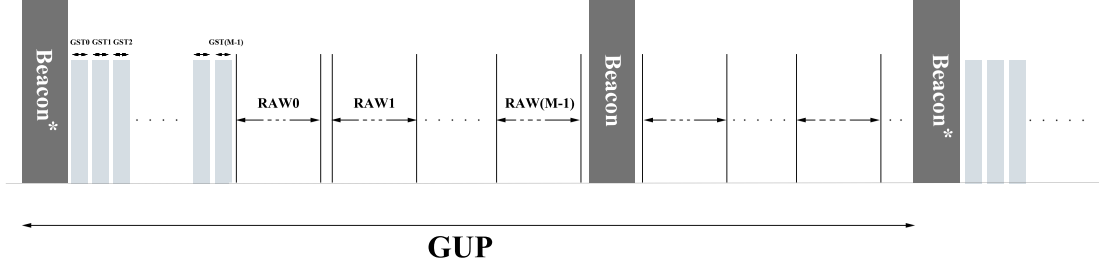 Beacon*
GST0 GST1 GST2
GST(M-1)
RAW0
RAW1
RAW(M-1)
Beacon
Beacon*
GUP